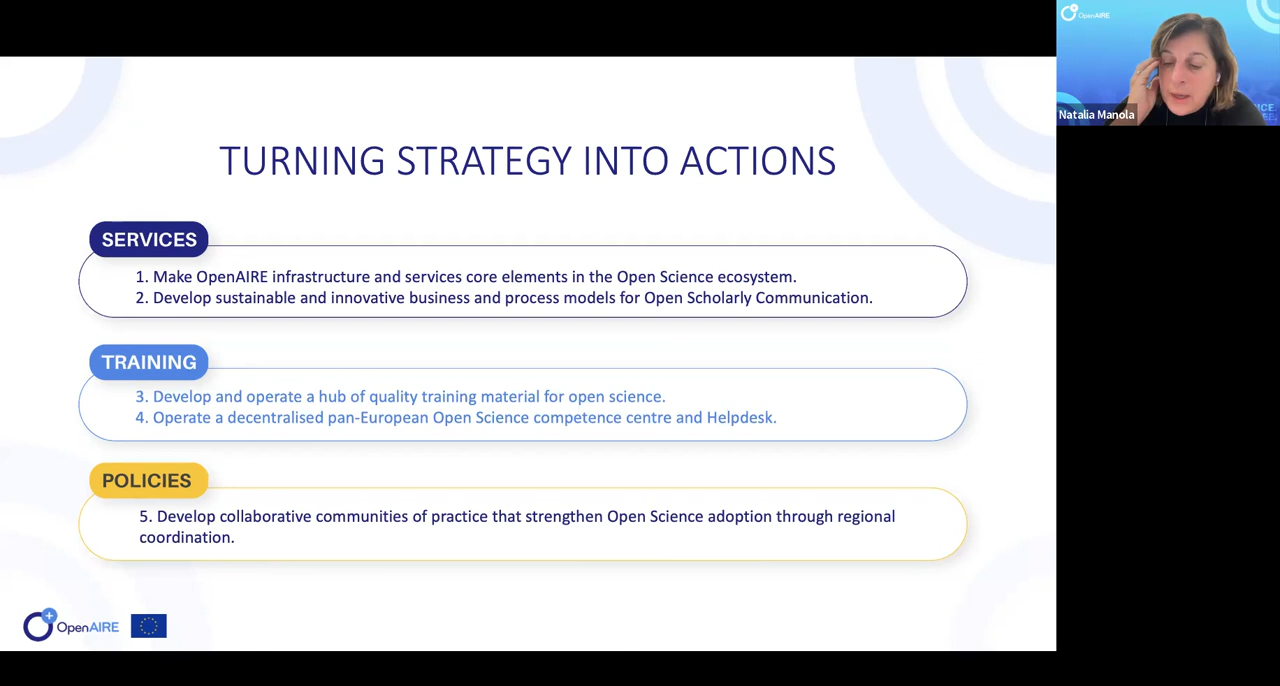 TURNING STRATEGY INTO ACTIONS
SERVICES
1. Make OpenAIRE infrastructure and services core elements in the Open Science ecosystem.
2. Develop sustainable and innovative business and process models for Open Scholarly Communication.
TRAINING
3. Develop and operate a hub of quality training material for open science.
4. Operate a decentralised pan-European Open Science competence centre and Helpdesk.
POLICIES
5. Develop collaborative communities of practice that strengthen Open Science adoption through regional
coordination.
OpenAIRE
OpenAIRE
Natalia Manola